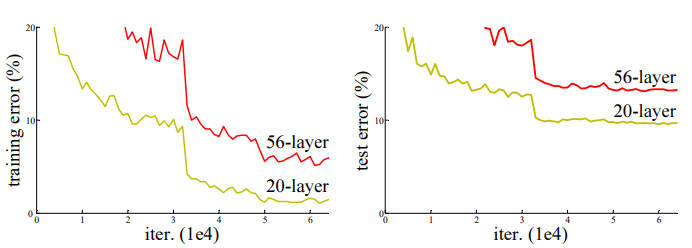 20
10
0
0 1 2 3 4 5 6
training error (%)
iter. (1e4)
56-layer
20-layer
20
10
0
0 1 2 3 4 5 6
test error (%)
iter. (1e4)
56-layer
20-layer